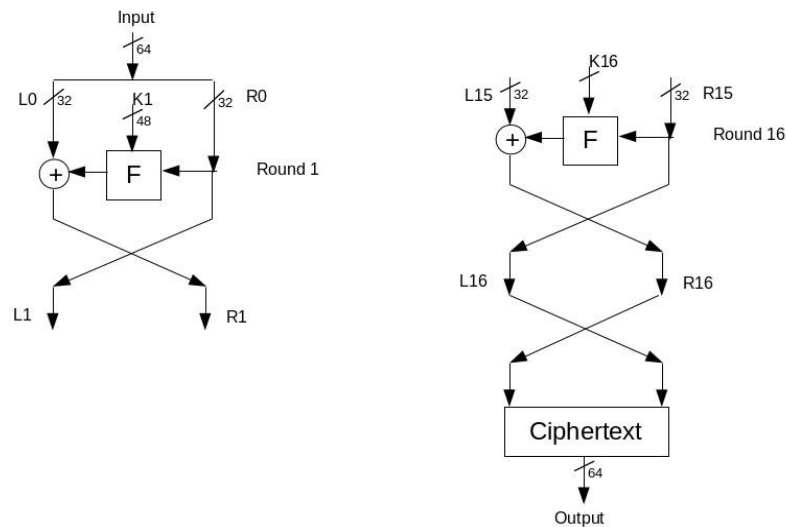 Input
64
L0
32
K1
48
32
R0
+
F
Round 1
L1
R1
K16
L15
32
32
R15
+
F
Round 16
L16
R16
Ciphertext
64
Output